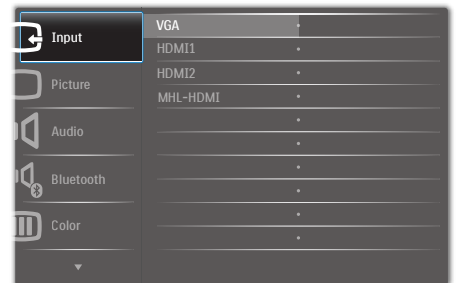 Input
Picture
Audio
Bluetooth
Color
VGA
HDMI1
HDMI2
MHL-HDMI